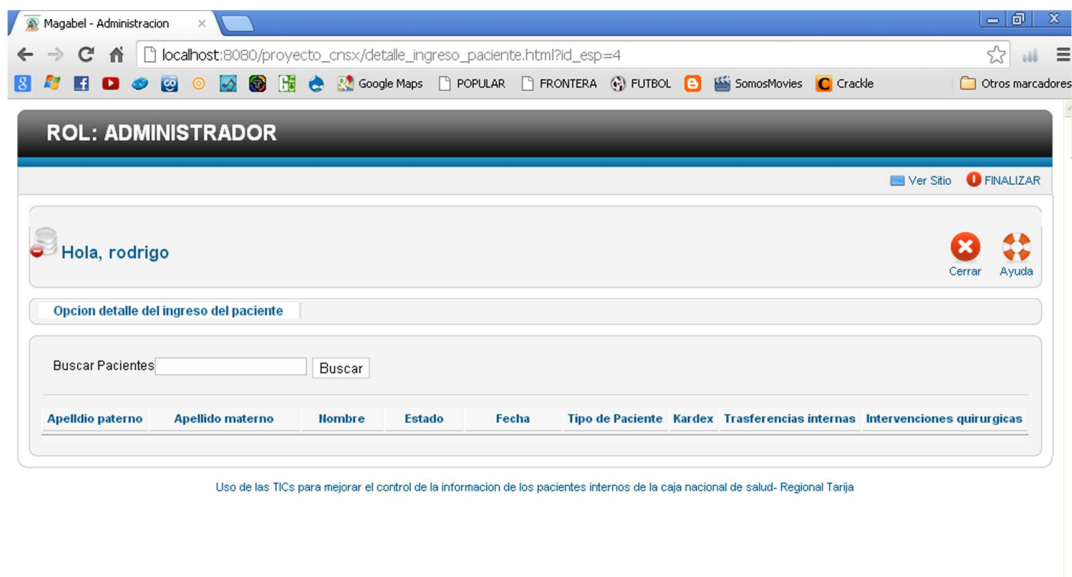 Magabel - Administracion
localhost:8080/proyecto_cnsx/detalle_ingreso_paciente.html?id_esp=4
Google Maps POPULAR FRONTERA FUTBOL SomosMovies Crackle Otros marcadores
ROL: ADMINISTRADOR
Ver Sitio FINALIZAR
Hola, rodrigo
Cerrar Ayuda
Opcion detalle del ingreso del paciente
Buscar Pacientes Buscar
Apelldio paterno Apellido materno Nombre Estado Fecha Tipo de Paciente Kardex Trasferencias internas Intervenciones quirurgicas
Uso de las TICs para mejorar el control de la informacion de los pacientes internos de la caja nacional de salud- Regional Tarija